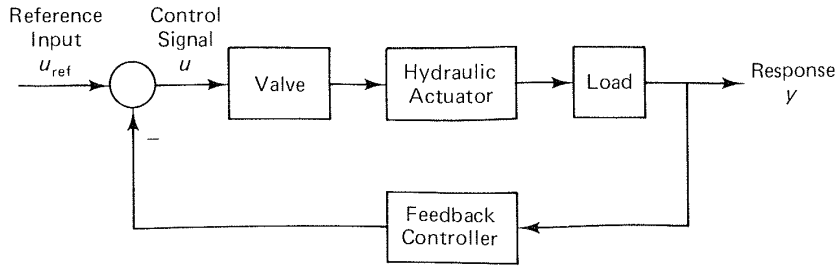 Reference
Input
u_ref
Control
Signal
u
Valve
Hydraulic
Actuator
Load
Response
y
−
Feedback
Controller